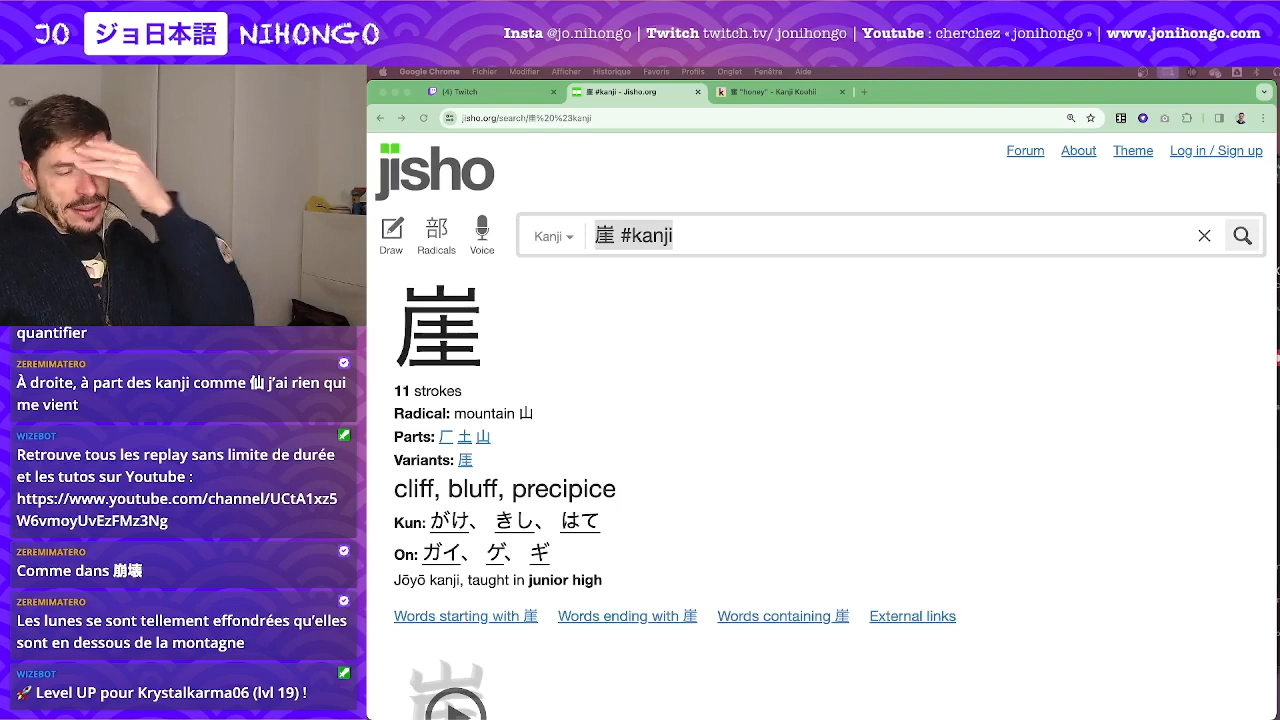 JO ジョ日本語 NIHONGO
Insta @jo.nihongo | Twitch twitch.tv/ jonihongo | Youtube : cherchez « jonihongo » | www.jonihongo.com
Google Chrome Fichier Modifier Afficher Historique Favoris Profils Onglet Fenêtre Aide
(4) Twitch
崖 #kanji - Jisho.org
崖 "honey" - Kanji Koohii
jisho.org/search/崖%20%23kanji
jisho
Forum About Theme Log in / Sign up
Draw Radicals Voice
Kanji
崖 #kanji
崖
11 strokes
Radical: mountain 山
Parts: 厂 土 山
Variants: 厓
cliff, bluff, precipice
Kun: がけ、 きし、 はて
On: ガイ、 ゲ、 ギ
Jōyō kanji, taught in junior high
Words starting with 崖 Words ending with 崖 Words containing 崖 External links
quantifier
ZEREMIMATERO
À droite, à part des kanji comme 仙 j’ai rien qui
me vient
WIZEBOT
Retrouve tous les replay sans limite de durée
et les tutos sur Youtube :
https://www.youtube.com/channel/UCtA1xz5
W6vmoyUvEzFMz3Ng
ZEREMIMATERO
Comme dans 崩壊
ZEREMIMATERO
Les lunes se sont tellement effondrées qu’elles
sont en dessous de la montagne
WIZEBOT
🚀 Level UP pour Krystalkarma06 (lvl 19) !